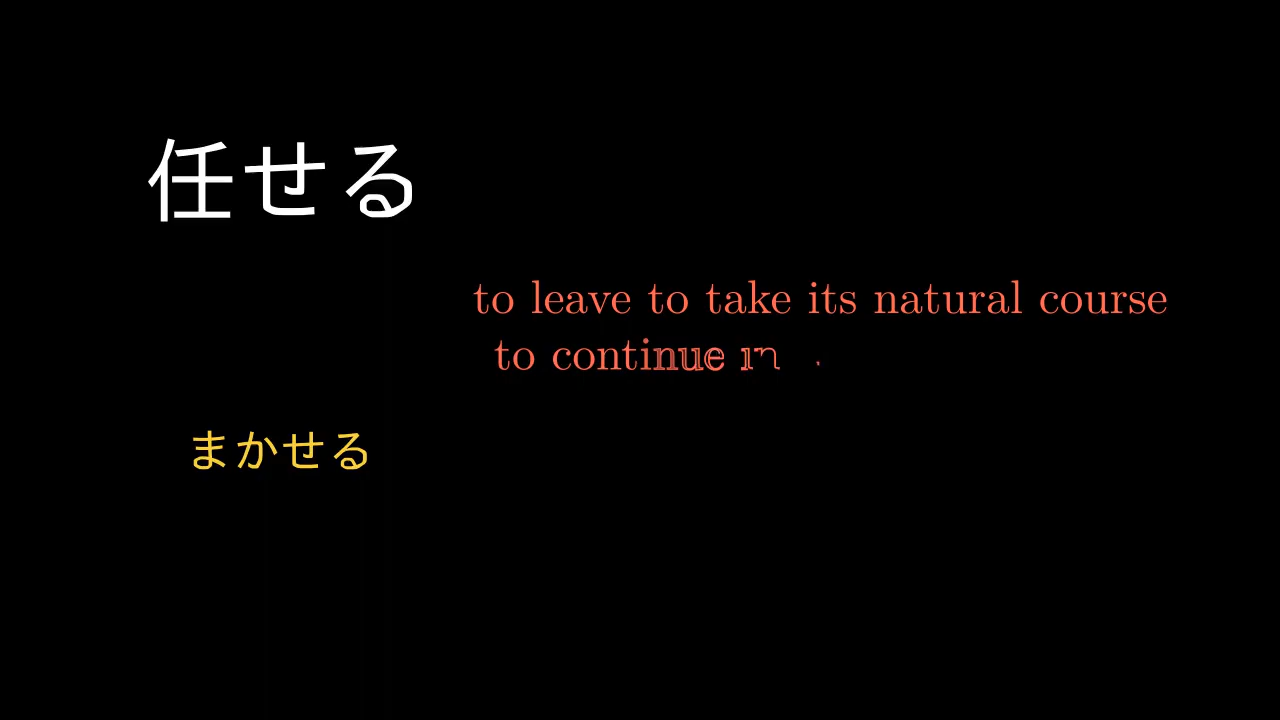 任せる
to leave to take its natural course
to continue
まかせる